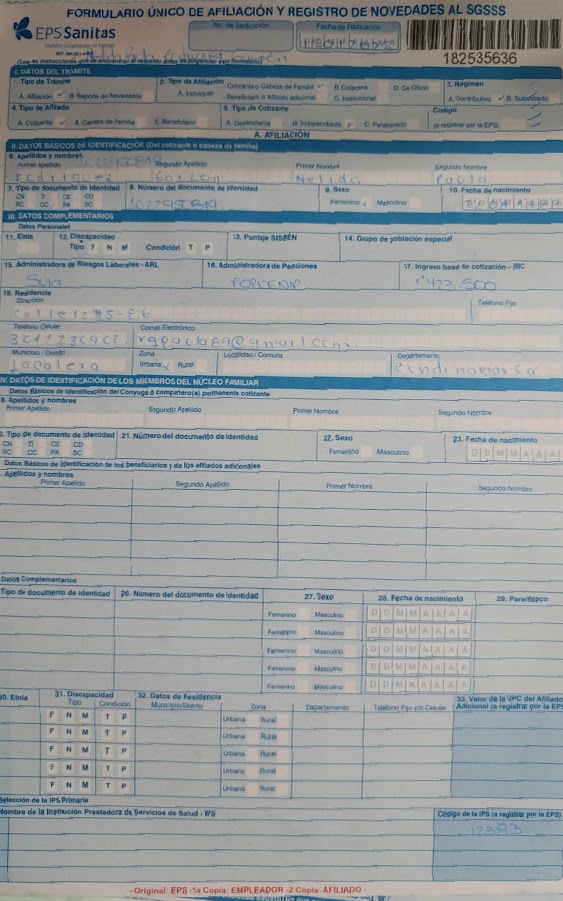 FORMULARIO ÚNICO DE AFILIACIÓN Y REGISTRO DE NOVEDADES AL SGSSS
EPS Sanitas
No. de Radicación
Fecha de Radicación
182535636
(Lea las instrucciones que se encuentran al respaldo antes de diligenciar este formulario)
I. DATOS DEL TRÁMITE
1. Tipo de Trámite
2. Tipo de Afiliación
Cotizante o Cabeza de Familia
B. Colectiva
D. De Oficio
3. Régimen
A. Afiliación
B. Reporte de Novedades
A. Individual
Beneficiario o Afiliado adicional
C. Institucional
A. Contributivo
B. Subsidiado
4. Tipo de Afiliado
5. Tipo de Cotizante
Código
A. Cotizante
B. Cabeza de Familia
C. Beneficiario
A. Dependiente
B. Independiente
C. Pensionado
(a registrar por la EPS)
A. AFILIACIÓN
II. DATOS BÁSICOS DE IDENTIFICACIÓN (Del cotizante o cabeza de familia)
6. Apellidos y nombres
Primer Apellido
Segundo Apellido
Primer Nombre
Segundo Nombre
Rodriguez Garzon Nelida Paola
7. Tipo de documento de identidad
8. Número del documento de identidad
9. Sexo
10. Fecha de nacimiento
CN TI CE CD
RC CC PA SC
Femenino
Masculino
III. DATOS COMPLEMENTARIOS
Datos Personales
11. Etnia
12. Discapacidad
13. Puntaje SISBÉN
14. Grupo de población especial
Tipo F N M Condición T P
15. Administradora de Riesgos Laborales - ARL
16. Administradora de Pensiones
17. Ingreso base de cotización - IBC
Sura
PORVENIR
1'423.500
18. Residencia
Dirección
Teléfono Fijo
Calle 12 #5-86
Teléfono Celular
Correo Electrónico
Municipio / Distrito
Zona
Localidad / Comuna
Departamento
La calera
Urbana
Rural
Cundinamarca
IV. DATOS DE IDENTIFICACIÓN DE LOS MIEMBROS DEL NÚCLEO FAMILIAR
Datos Básicos de identificación del Cónyuge o compañero(a) permanente cotizante
9. Apellidos y nombres
Primer Apellido
Segundo Apellido
Primer Nombre
Segundo Nombre
. Tipo de documento de identidad
21 Número del documento de identidad
22. Sexo
23. Fecha de nacimiento
CN TI CE CD
RC CC PA SC
Femenino
Masculino
D D M M A A A A
Datos Básicos de Identificación de los beneficiarios y de los afiliados adicionales
. Apellidos y nombres
Primer Apellido
Segundo Apellido
Primer Nombre
Segundo Nombre
Datos Complementarios
Tipo de documento de identidad
26. Número del documento de identidad
27. Sexo
28. Fecha de nacimiento
29. Parentesco
Femenino Masculino D D M M A A A A
Femenino Masculino D D M M A A A A
Femenino Masculino D D M M A A A A
Femenino Masculino D D M M A A A A
Femenino Masculino D D M M A A A A
30. Etnia
31. Discapacidad
32. Datos de Residencia
33. Valor de la UPC del Afiliado
Tipo
Condición
Municipio/Distrito
Zona
Departamento
Teléfono Fijo y/o Celular
Adicional (a registrar por la EPS)
F N M T P Urbana Rural
F N M T P Urbana Rural
F N M T P Urbana Rural
F N M T P Urbana Rural
F N M T P Urbana Rural
Selección de la IPS Primaria
Nombre de la Institución Prestadora de Servicios de Salud - IPS
Código de la IPS (a registrar por la EPS)
12383
- Original: EPS -1a Copia: EMPLEADOR -2 Copia: AFILIADO -